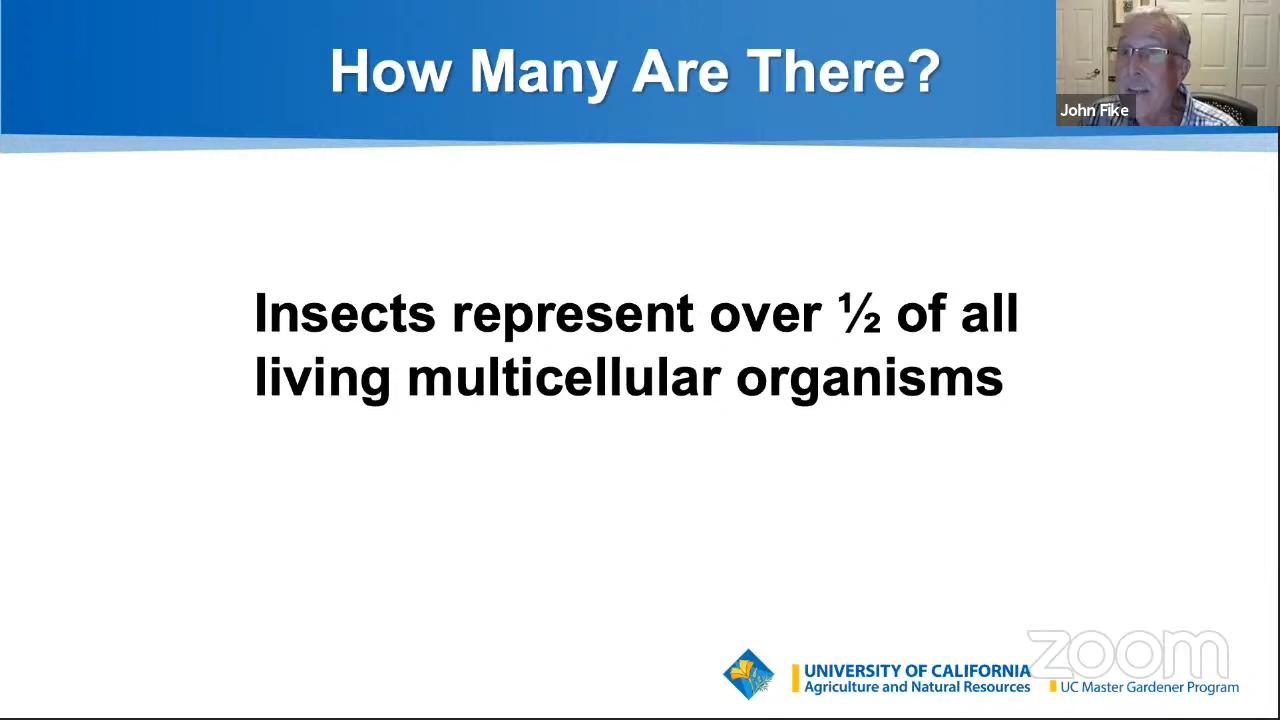 How Many Are There?
John Fike
Insects represent over ½ of all
living multicellular organisms
zoom
UNIVERSITY OF CALIFORNIA
Agriculture and Natural Resources
UC Master Gardener Program